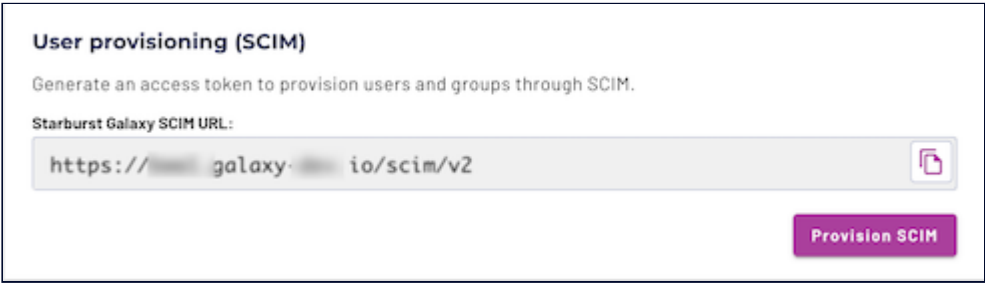 User provisioning (SCIM)
Generate an access token to provision users and groups through SCIM.
Starburst Galaxy SCIM URL:
https:// galaxy- io/scim/v2
Provision SCIM